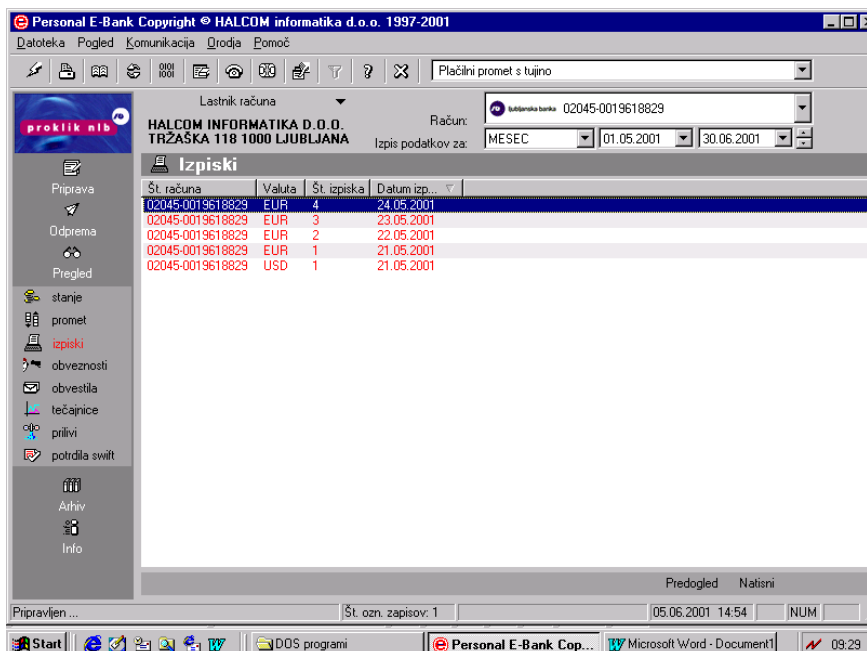 Personal E-Bank Copyright © HALCOM informatika d.o.o. 1997-2001
Datoteka Pogled Komunikacija Orodja Pomoč
Plačilni promet s tujino
proklik nlb
Lastnik računa
HALCOM INFORMATIKA D.O.O.
TRŽAŠKA 118 1000 LJUBLJANA
Račun:
ljubljanska banka 02045-0019618829
Izpis podatkov za:
MESEC 01.05.2001 30.06.2001
Izpiski
Št. računa Valuta Št. izpiska Datum izp...
02045-0019618829 EUR 4 24.05.2001
02045-0019618829 EUR 3 23.05.2001
02045-0019618829 EUR 2 22.05.2001
02045-0019618829 EUR 1 21.05.2001
02045-0019618829 USD 1 21.05.2001
Priprava
Odprema
Pregled
stanje
promet
izpiski
obveznosti
obvestila
tečajnice
prilivi
potrdila swift
Arhiv
Info
Predogled Natisni
Pripravljen ... Št. ozn. zapisov: 1 05.06.2001 14:54 NUM
Start DOS programi Personal E-Bank Cop... Microsoft Word - Document1 09:29